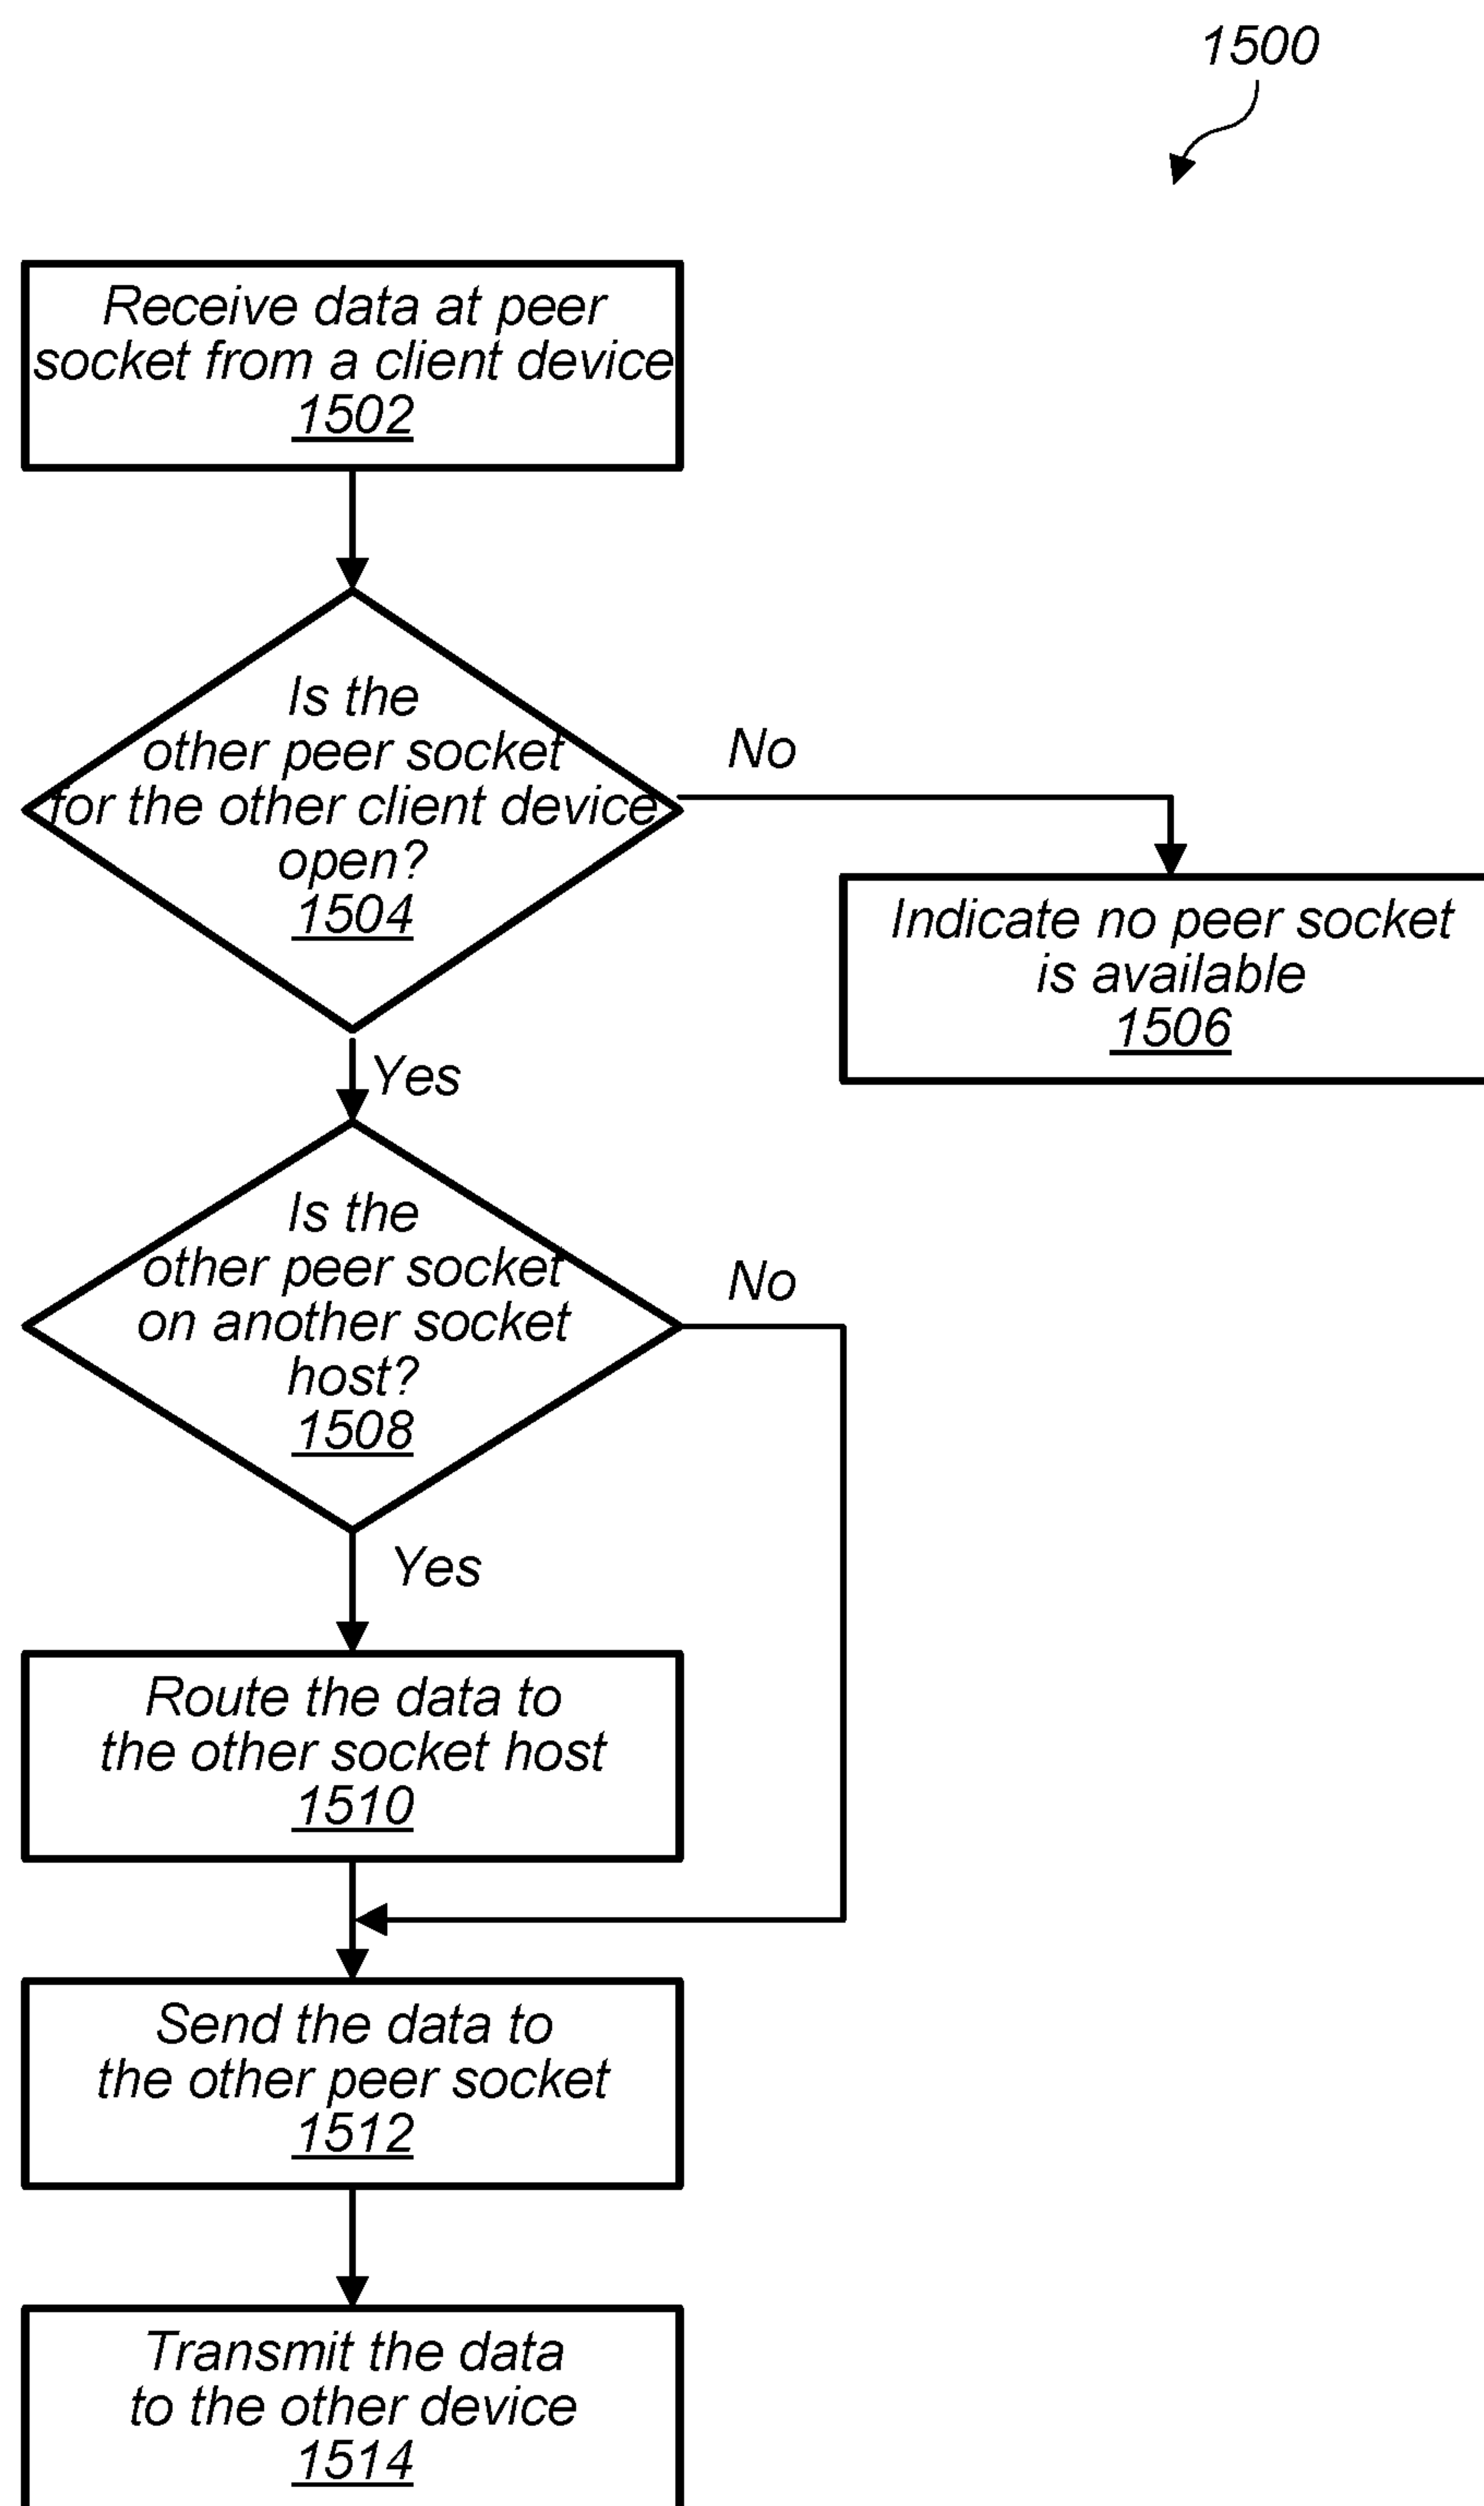 1500
Receive data at peer
socket from a client device
1502
Is the
other peer socket
for the other client device
open?
1504
No
Indicate no peer socket
is available
1506
Yes
Is the
other peer socket
on another socket
host?
1508
No
Yes
Route the data to
the other socket host
1510
Send the data to
the other peer socket
1512
Transmit the data
to the other device
1514